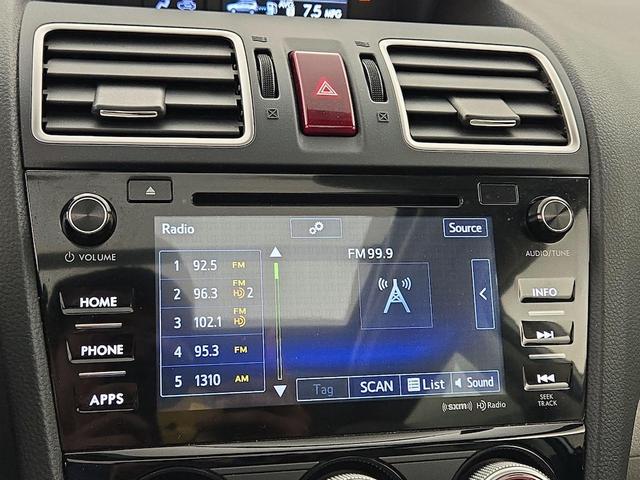 AVG 7.5 MPG
Radio
Source
VOLUME
AUDIO/TUNE
FM 99.9
1 92.5 FM
2 96.3 FM HD 2
3 102.1 FM HD
4 95.3 FM
5 1310 AM
HOME
PHONE
APPS
INFO
SEEK
TRACK
Tag SCAN List Sound
((sxm)) HD Radio